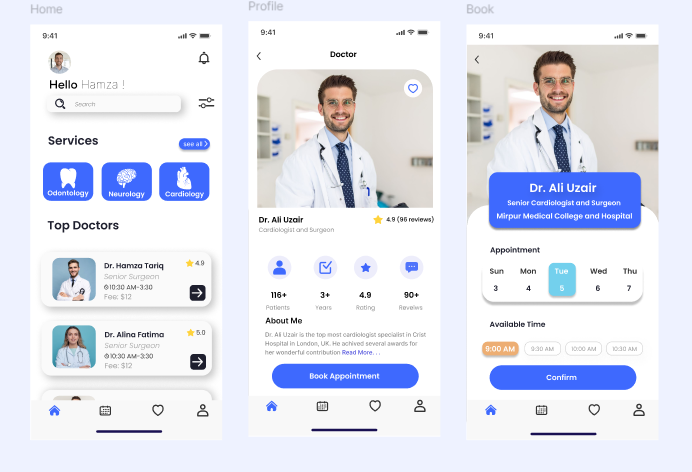 Home
9:41
Hello Hamza !
Search
Services
see all
Odontology
Neurology
Cardiology
Top Doctors
Dr. Hamza Tariq
4.9
Senior Surgeon
10:30 AM-3:30
Fee: $12
Dr. Alina Fatima
5.0
Senior Surgeon
10:30 AM-3:30
Fee: $12
Profile
9:41
Doctor
Dr. Ali Uzair
4.9 (96 reviews)
Cardiologist and Surgeon
116+
3+
4.9
90+
Patients
Years
Rating
Reveiws
About Me
Dr. Ali Uzair is the top most cardiologist specialist in Crist
Hospital in London, UK. He achived several awards for
her wonderful contribution Read More. . .
Book Appointment
Book
9:41
Dr. Ali Uzair
Senior Cardiologist and Surgeon
Mirpur Medical College and Hospital
Appointment
Sun Mon Tue Wed Thu
3 4 5 6 7
Available Time
9:00 AM
9:30 AM
10:00 AM
10:30 AM
Confirm